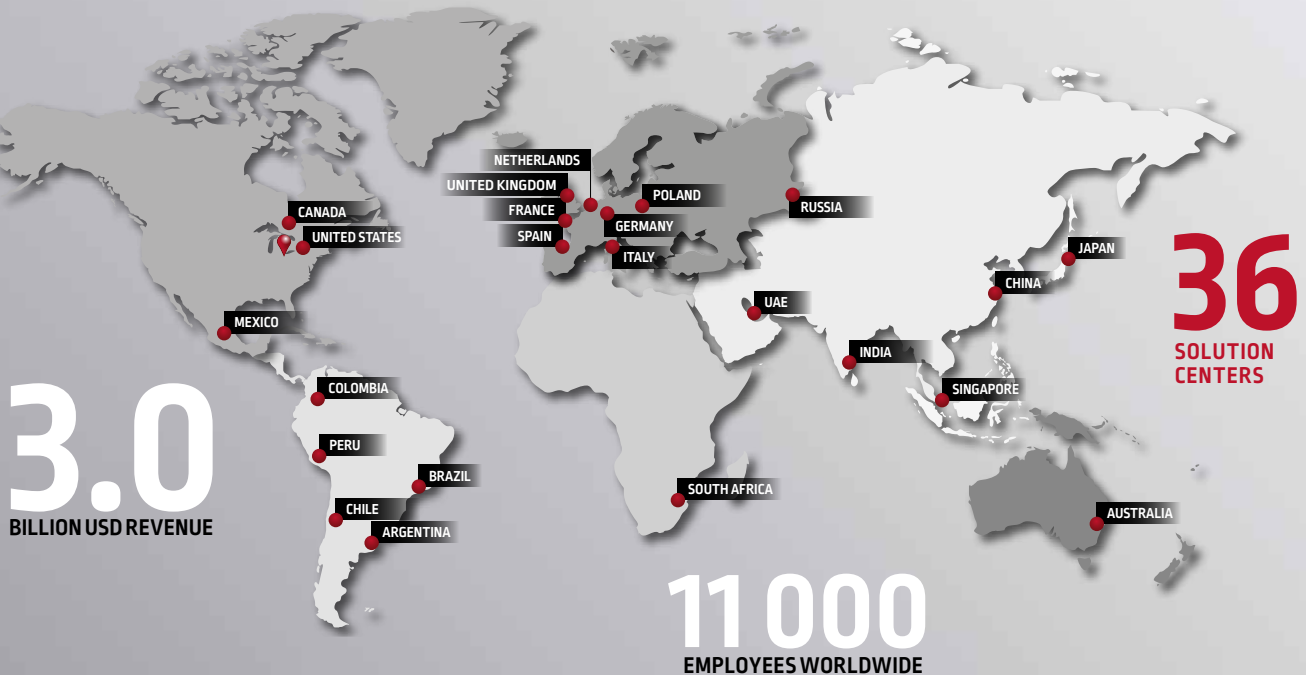 NETHERLANDS
UNITED KINGDOM
POLAND
FRANCE
RUSSIA
CANADA
GERMANY
UNITED STATES
SPAIN
ITALY
JAPAN
CHINA
36
SOLUTION
CENTERS
UAE
MEXICO
INDIA
SINGAPORE
COLOMBIA
3.0
BILLION USD REVENUE
PERU
BRAZIL
SOUTH AFRICA
CHILE
AUSTRALIA
ARGENTINA
11 000
EMPLOYEES WORLDWIDE